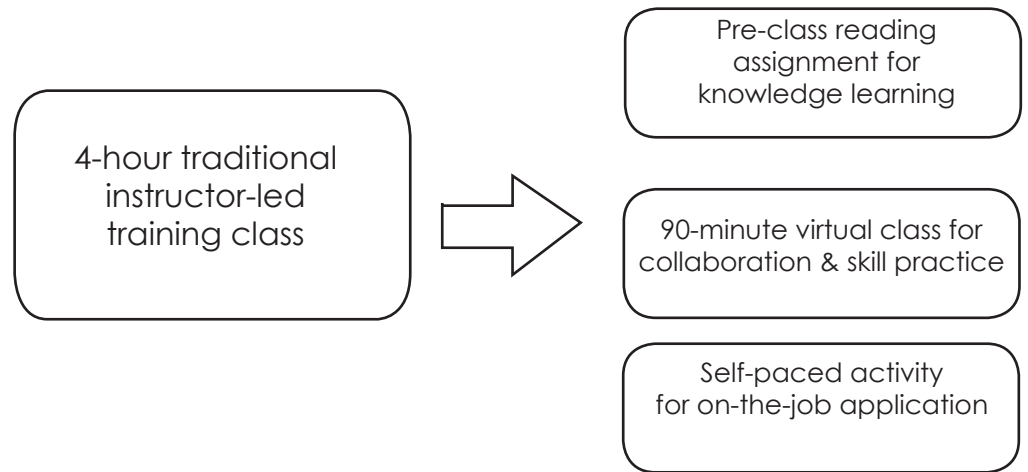 4-hour traditional
instructor-led
training class
Pre-class reading
assignment for
knowledge learning
90-minute virtual class for
collaboration & skill practice
Self-paced activity
for on-the-job application